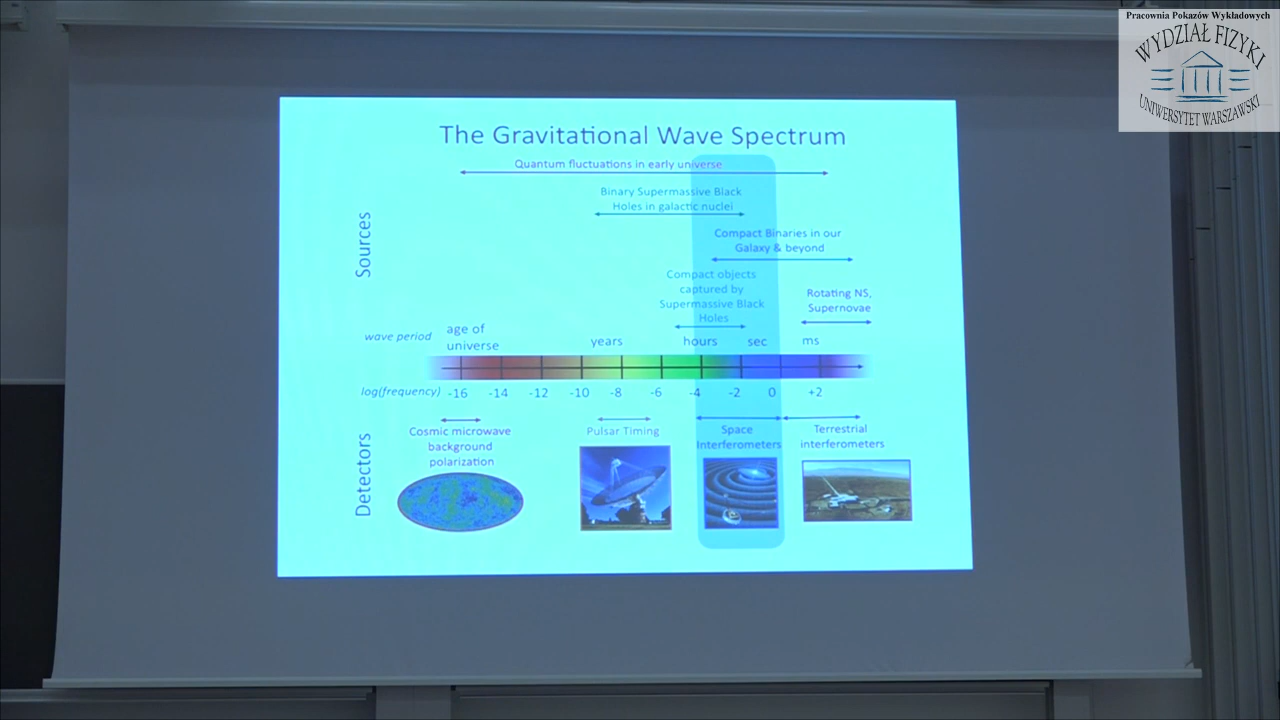 Pracownia Pokazów Wykładowych
WYDZIAŁ FIZYKI
UNIWERSYTET WARSZAWSKI
The Gravitational Wave Spectrum
Quantum fluctuations in early universe
Binary Supermassive Black
Holes in galactic nuclei
Compact Binaries in our
Galaxy & beyond
Compact objects
captured by
Supermassive Black
Holes
Rotating NS,
Supernovae
Sources
wave period
age of
universe
years
hours
sec
ms
log(frequency)
-16
-14
-12
-10
-8
-6
-4
-2
0
+2
Detectors
Cosmic microwave
background
polarization
Pulsar Timing
Space
Interferometers
Terrestrial
interferometers